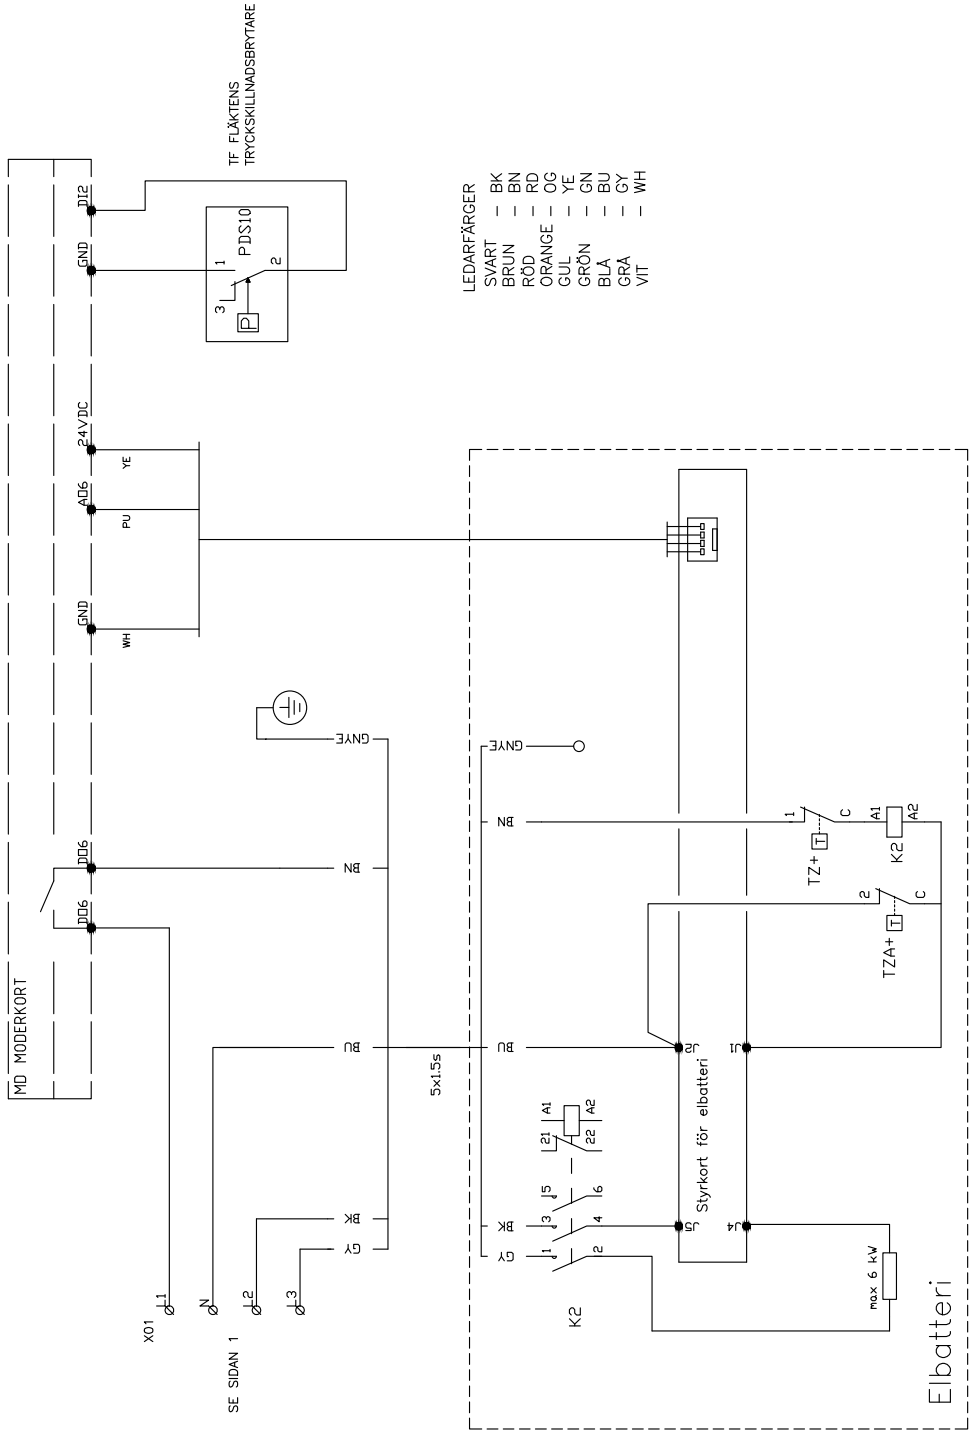 MD MODERKORT
DO6
DO6
GND
AO6
24VDC
GND
DI2
WH
PU
YE
TF FLÄKTENS
TRYCKSKILLNADSBRYTARE
PDS10
1
2
3
P
LEDARFÄRGER
SVART - BK
BRUN - BN
RÖD - RD
ORANGE - OG
GUL - YE
GRÖN - GN
BLÅ - BU
GRÅ - GY
VIT - WH
X01
L1
N
L2
L3
SE SIDAN 1
GY
BK
BU
BN
GNYE
5x1.5s
GY
BK
BU
BN
GNYE
K2
1
2
3
4
5
6
21
22
A1
A2
J5
J4
J2
J1
Styrkort för elbatteri
TZA+
T
2
C
TZ+
T
1
C
K2
A1
A2
max 6 kW
Elbatteri